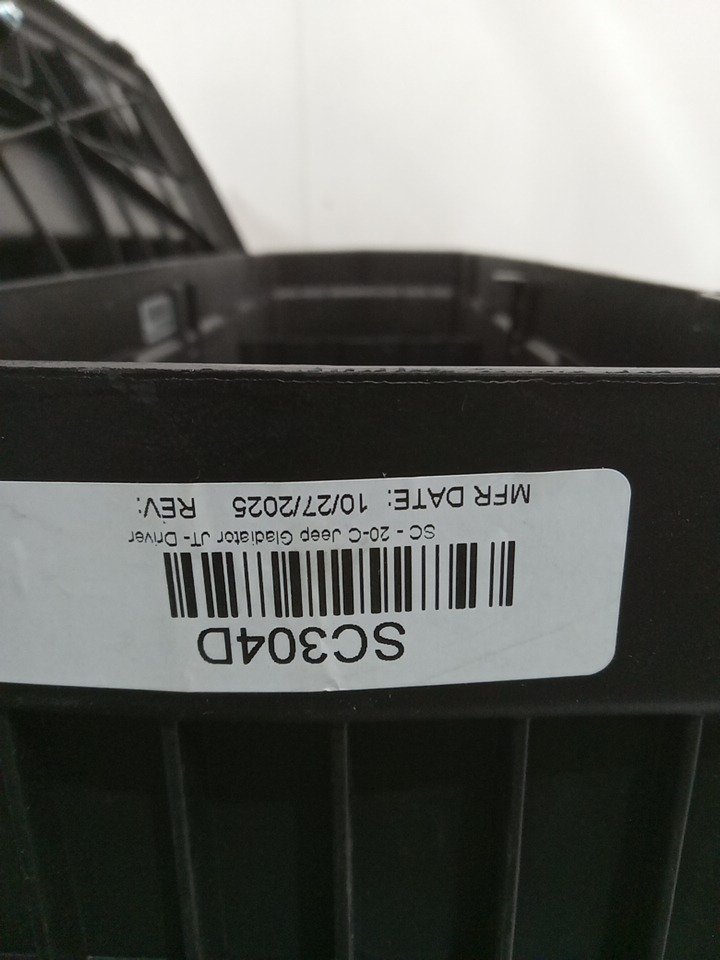 SC304D
SC - 20-C Jeep Gladiator JT- Driver
MFR DATE: 10/27/2025 REV: